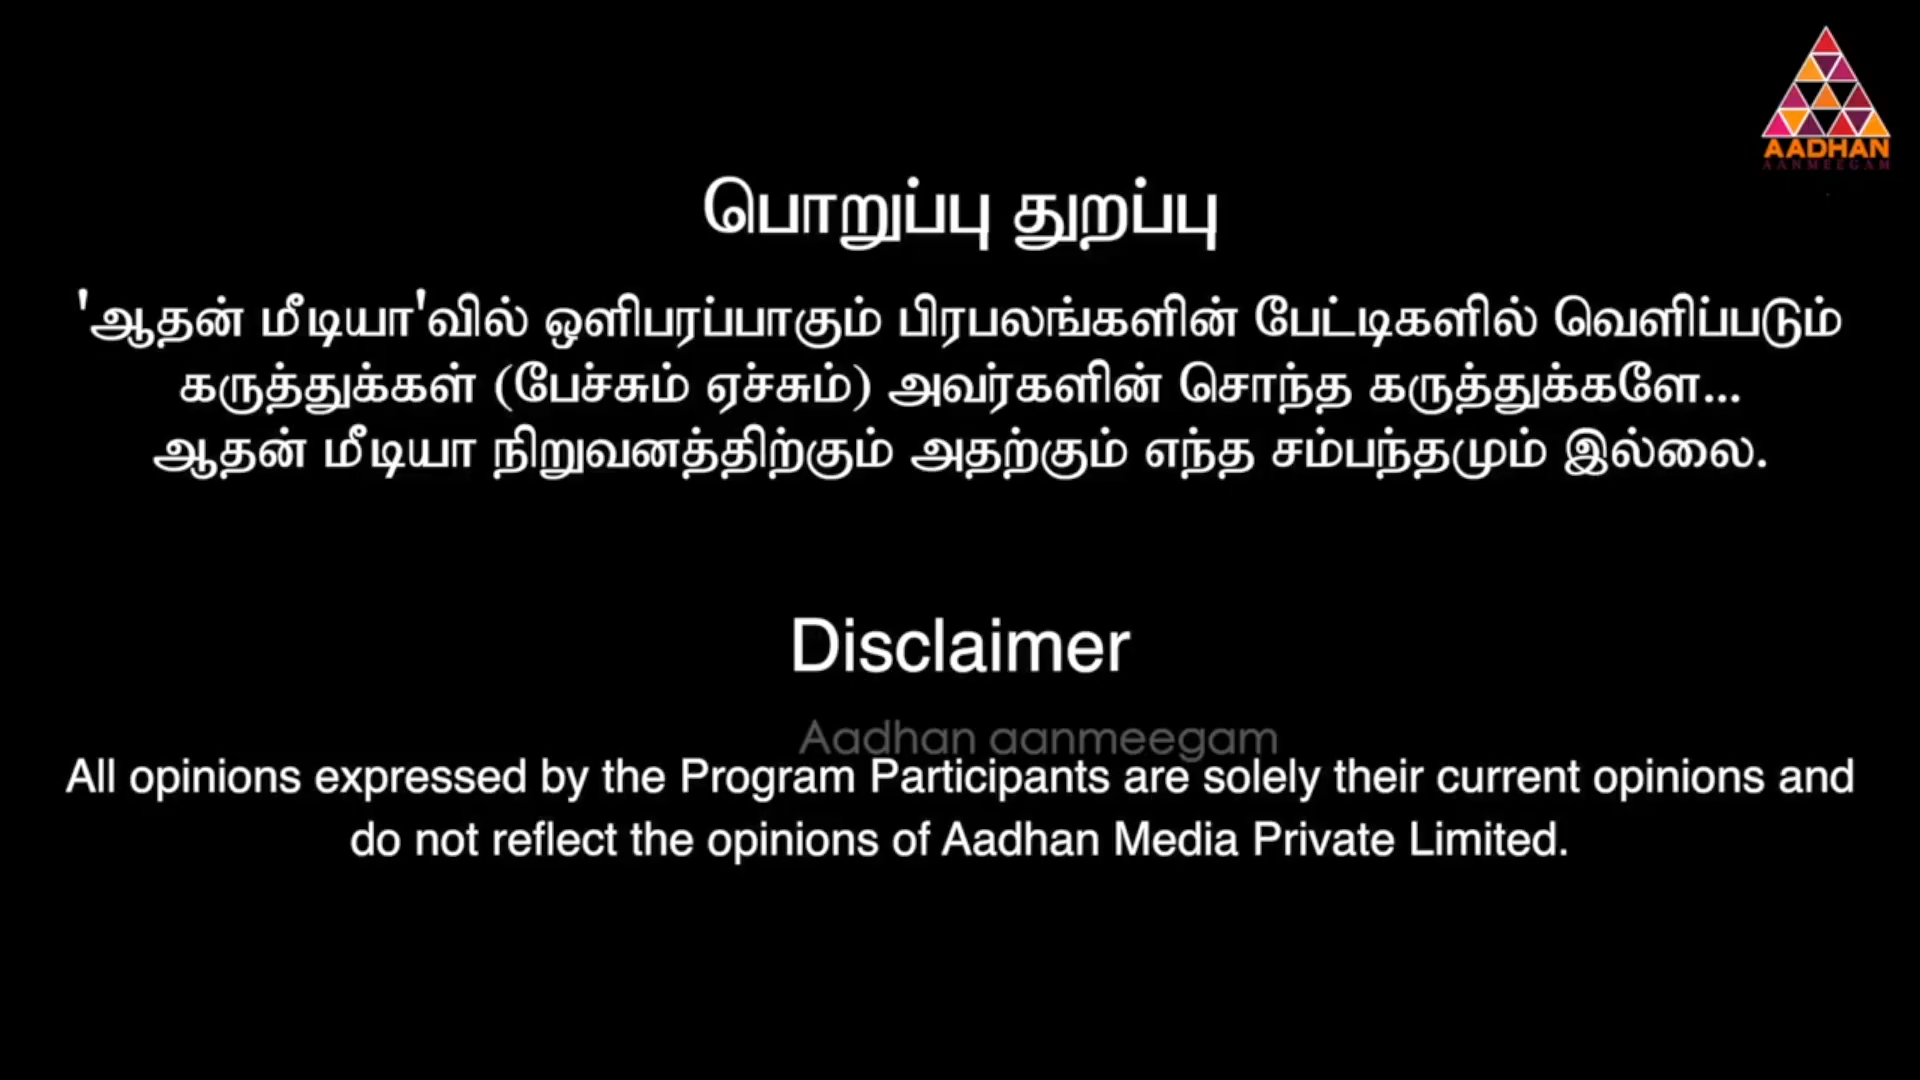 AADHAN
AANMEEGAM
பொறுப்பு துறப்பு
'ஆதன் மீடியா'வில் ஒளிபரப்பாகும் பிரபலங்களின் பேட்டிகளில் வெளிப்படும்
கருத்துக்கள் (பேச்சும் ஏச்சும்) அவர்களின் சொந்த கருத்துக்களே...
ஆதன் மீடியா நிறுவனத்திற்கும் அதற்கும் எந்த சம்பந்தமும் இல்லை.
Disclaimer
Aadhan aanmeegam
All opinions expressed by the Program Participants are solely their current opinions and
do not reflect the opinions of Aadhan Media Private Limited.